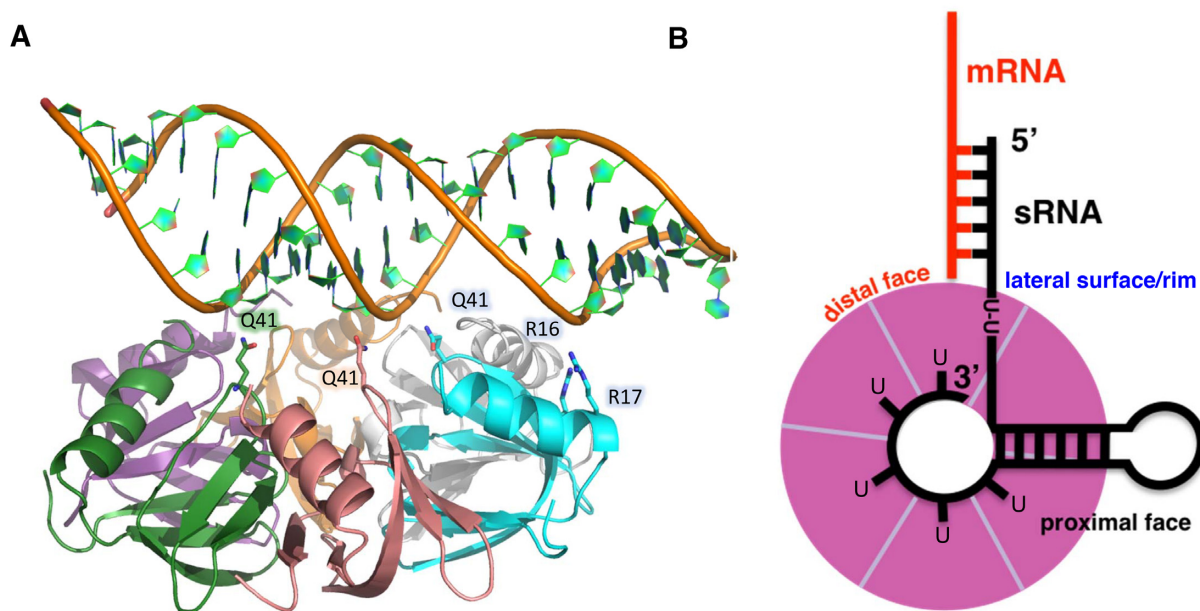 A
Q41
Q41
Q41
R16
R17
B
mRNA
5’
sRNA
distal face
lateral surface/rim
U-U
3’
U
U
U
U
U
proximal face